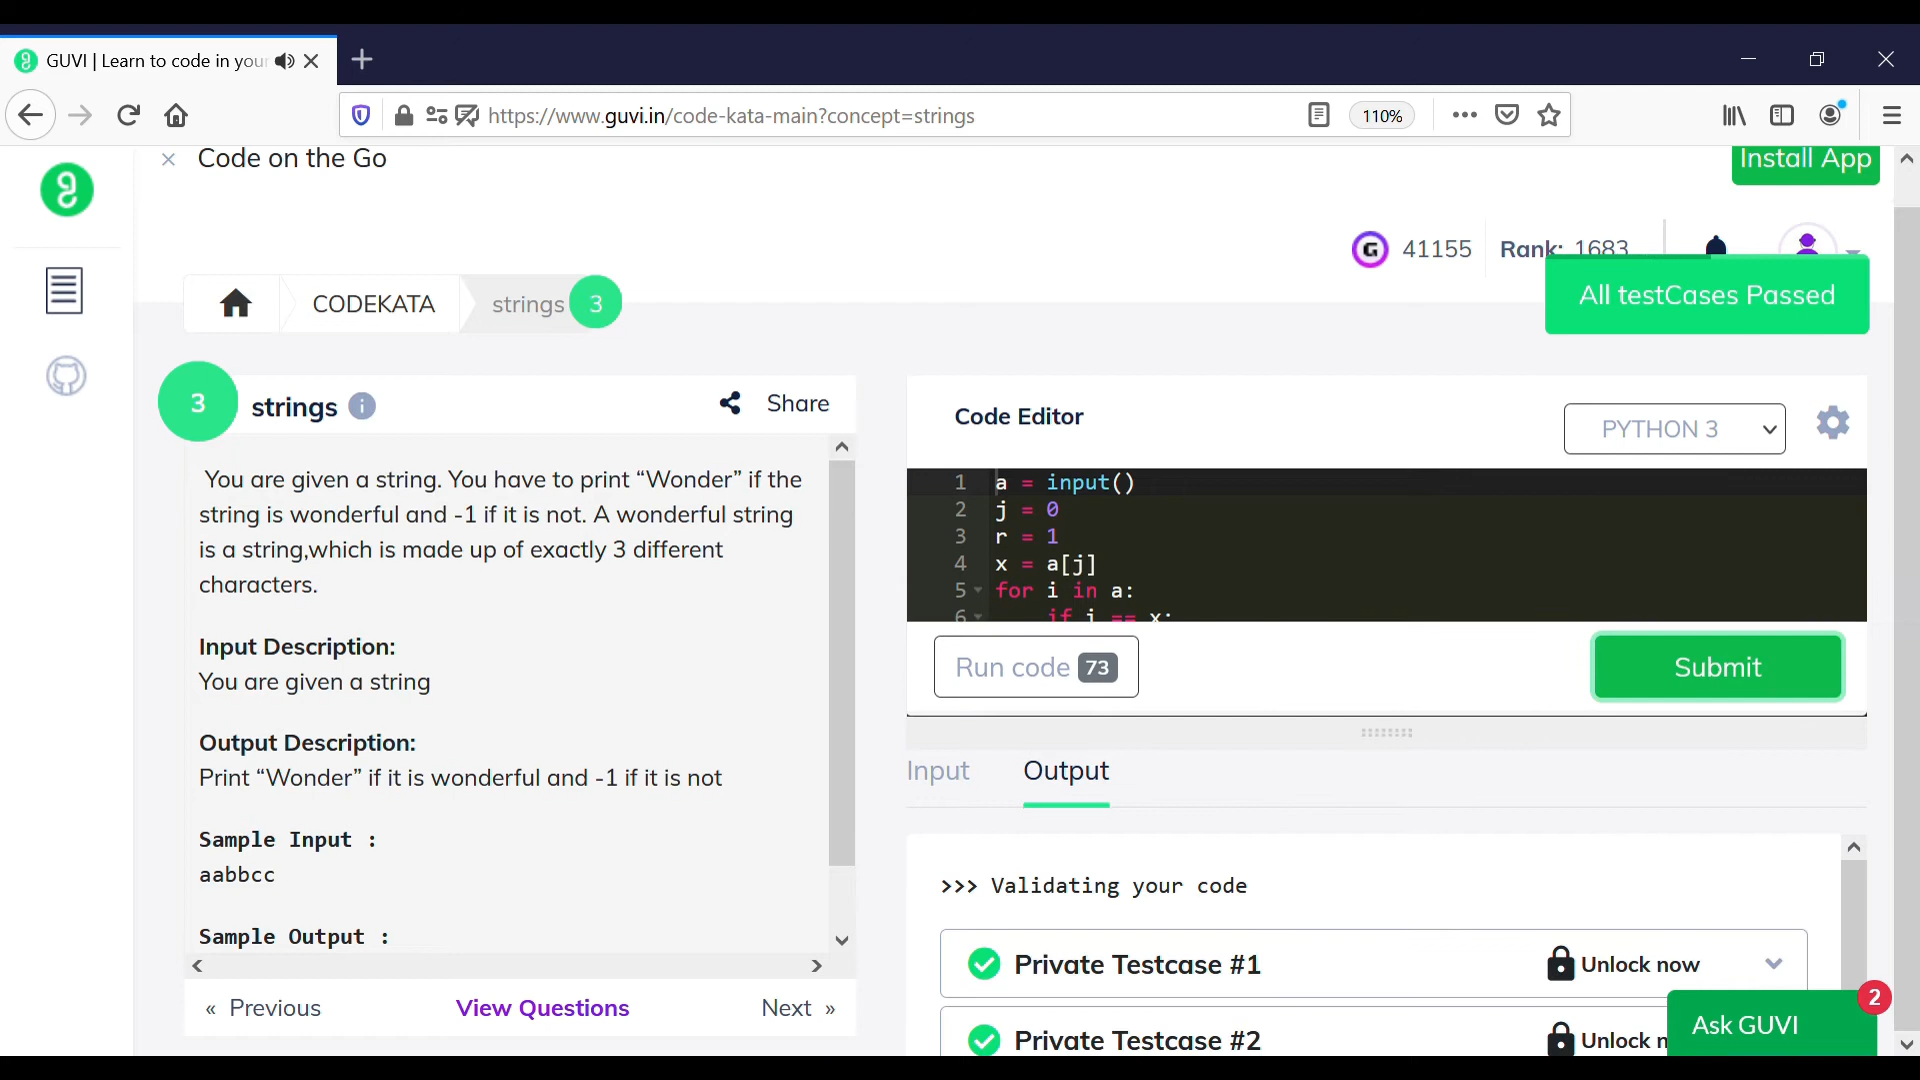 GUVI | Learn to code in your
https://www.guvi.in/code-kata-main?concept=strings
110%
Code on the Go
Install App
41155
Rank: 1683
All testCases Passed
CODEKATA
strings 3
3
strings
Share
You are given a string. You have to print “Wonder” if the
string is wonderful and -1 if it is not. A wonderful string
is a string,which is made up of exactly 3 different
characters.
Input Description:
You are given a string
Output Description:
Print “Wonder” if it is wonderful and -1 if it is not
Sample Input :
aabbcc
Sample Output :
« Previous
View Questions
Next »
Code Editor
PYTHON 3
1 a = input()
2 j = 0
3 r = 1
4 x = a[j]
5 for i in a:
6 if i == x:
Run code 73
Submit
Input
Output
>>> Validating your code
Private Testcase #1
Unlock now
Private Testcase #2
Unlock
2
Ask GUVI